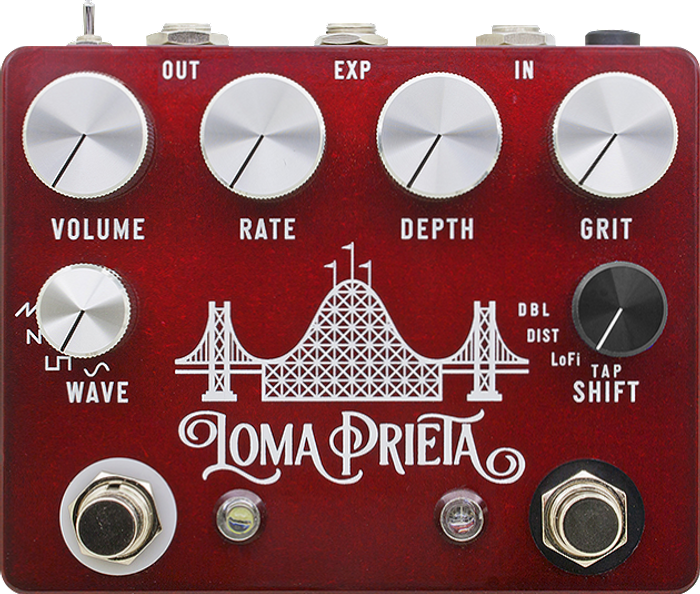 OUT EXP IN
VOLUME RATE DEPTH GRIT
DBL
DIST
LoFi
TAP
WAVE SHIFT
LOMA PRIETA